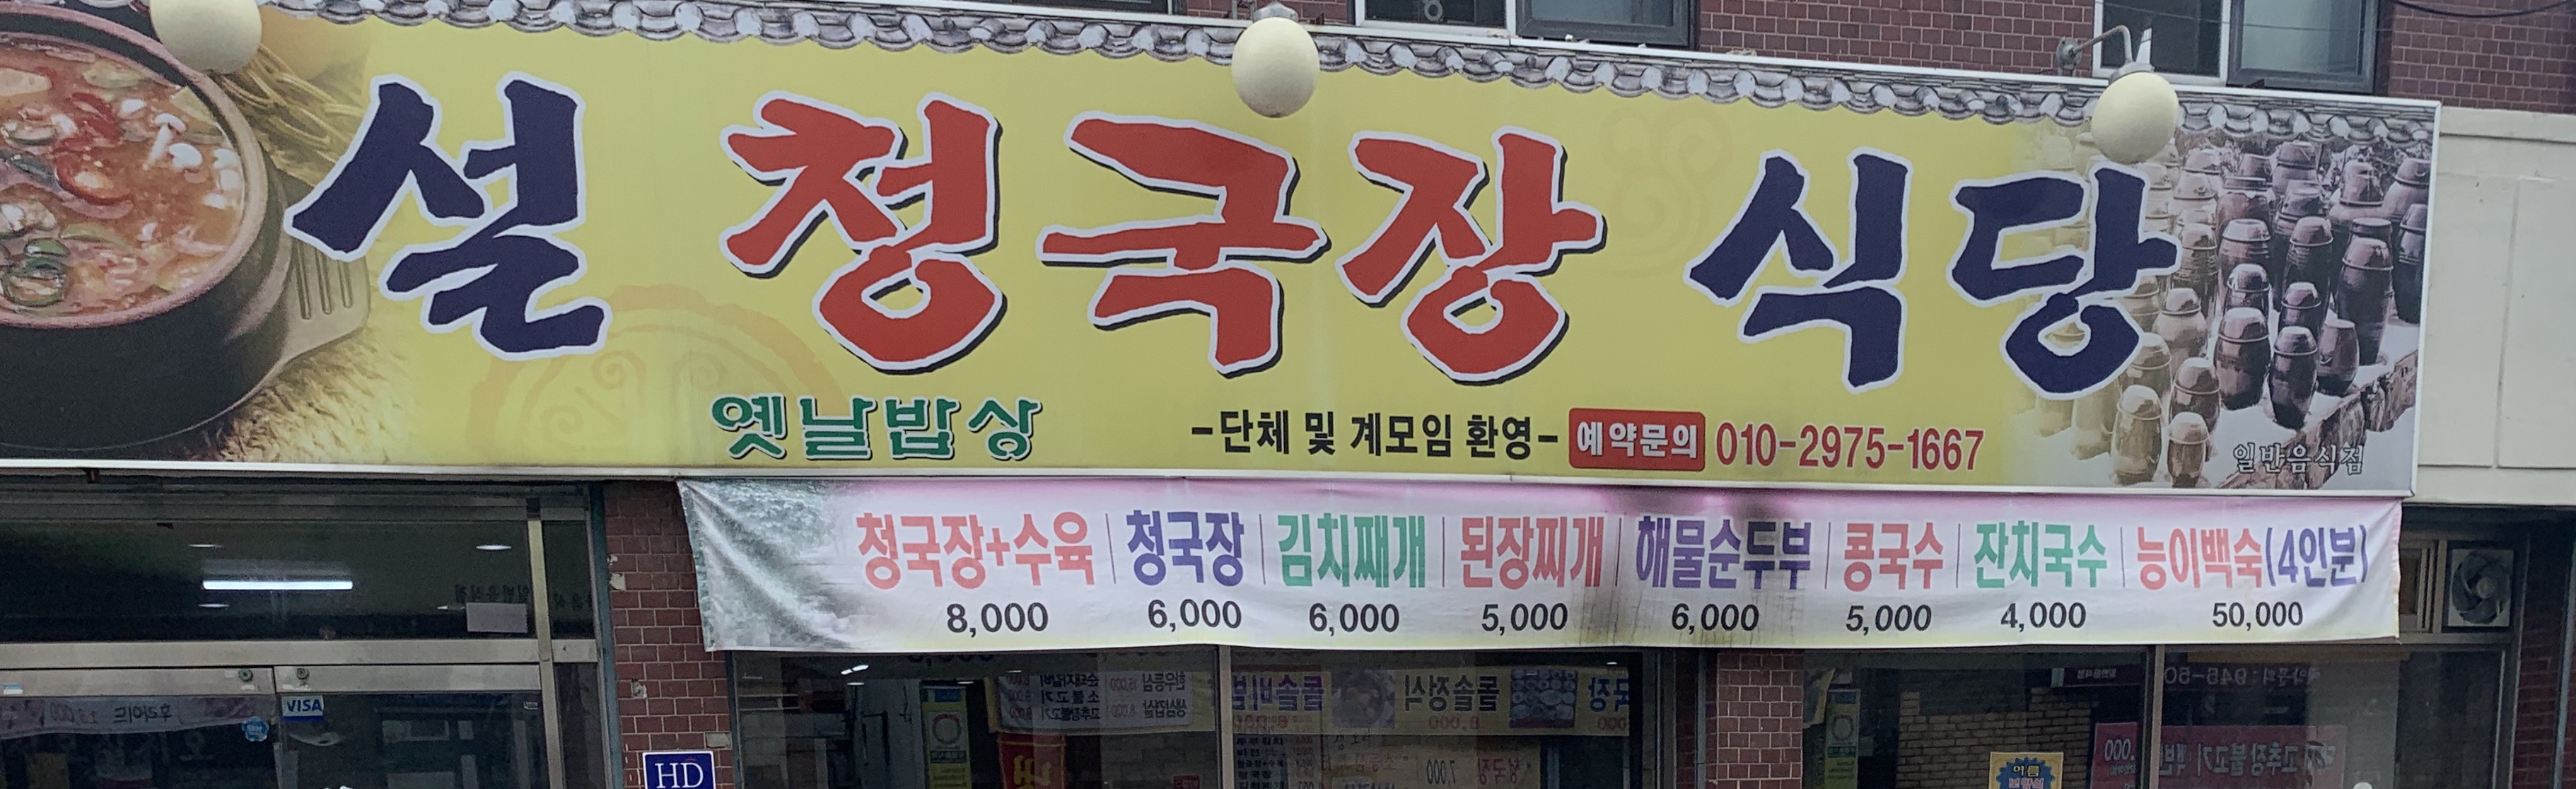 설 청국장 식당
옛날밥상
-단체 및 계모임 환영- 예약문의 010-2975-1667
일반음식점
청국장+수육 청국장 김치째개 된장찌개 해물순두부 콩국수 잔치국수 능이백숙(4인분)
8,000 6,000 6,000 5,000 6,000 5,000 4,000 50,000
VISA
HD
여름